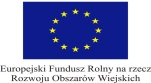 Europejski Fundusz Rolny na rzecz
Rozwoju Obszarów Wiejskich